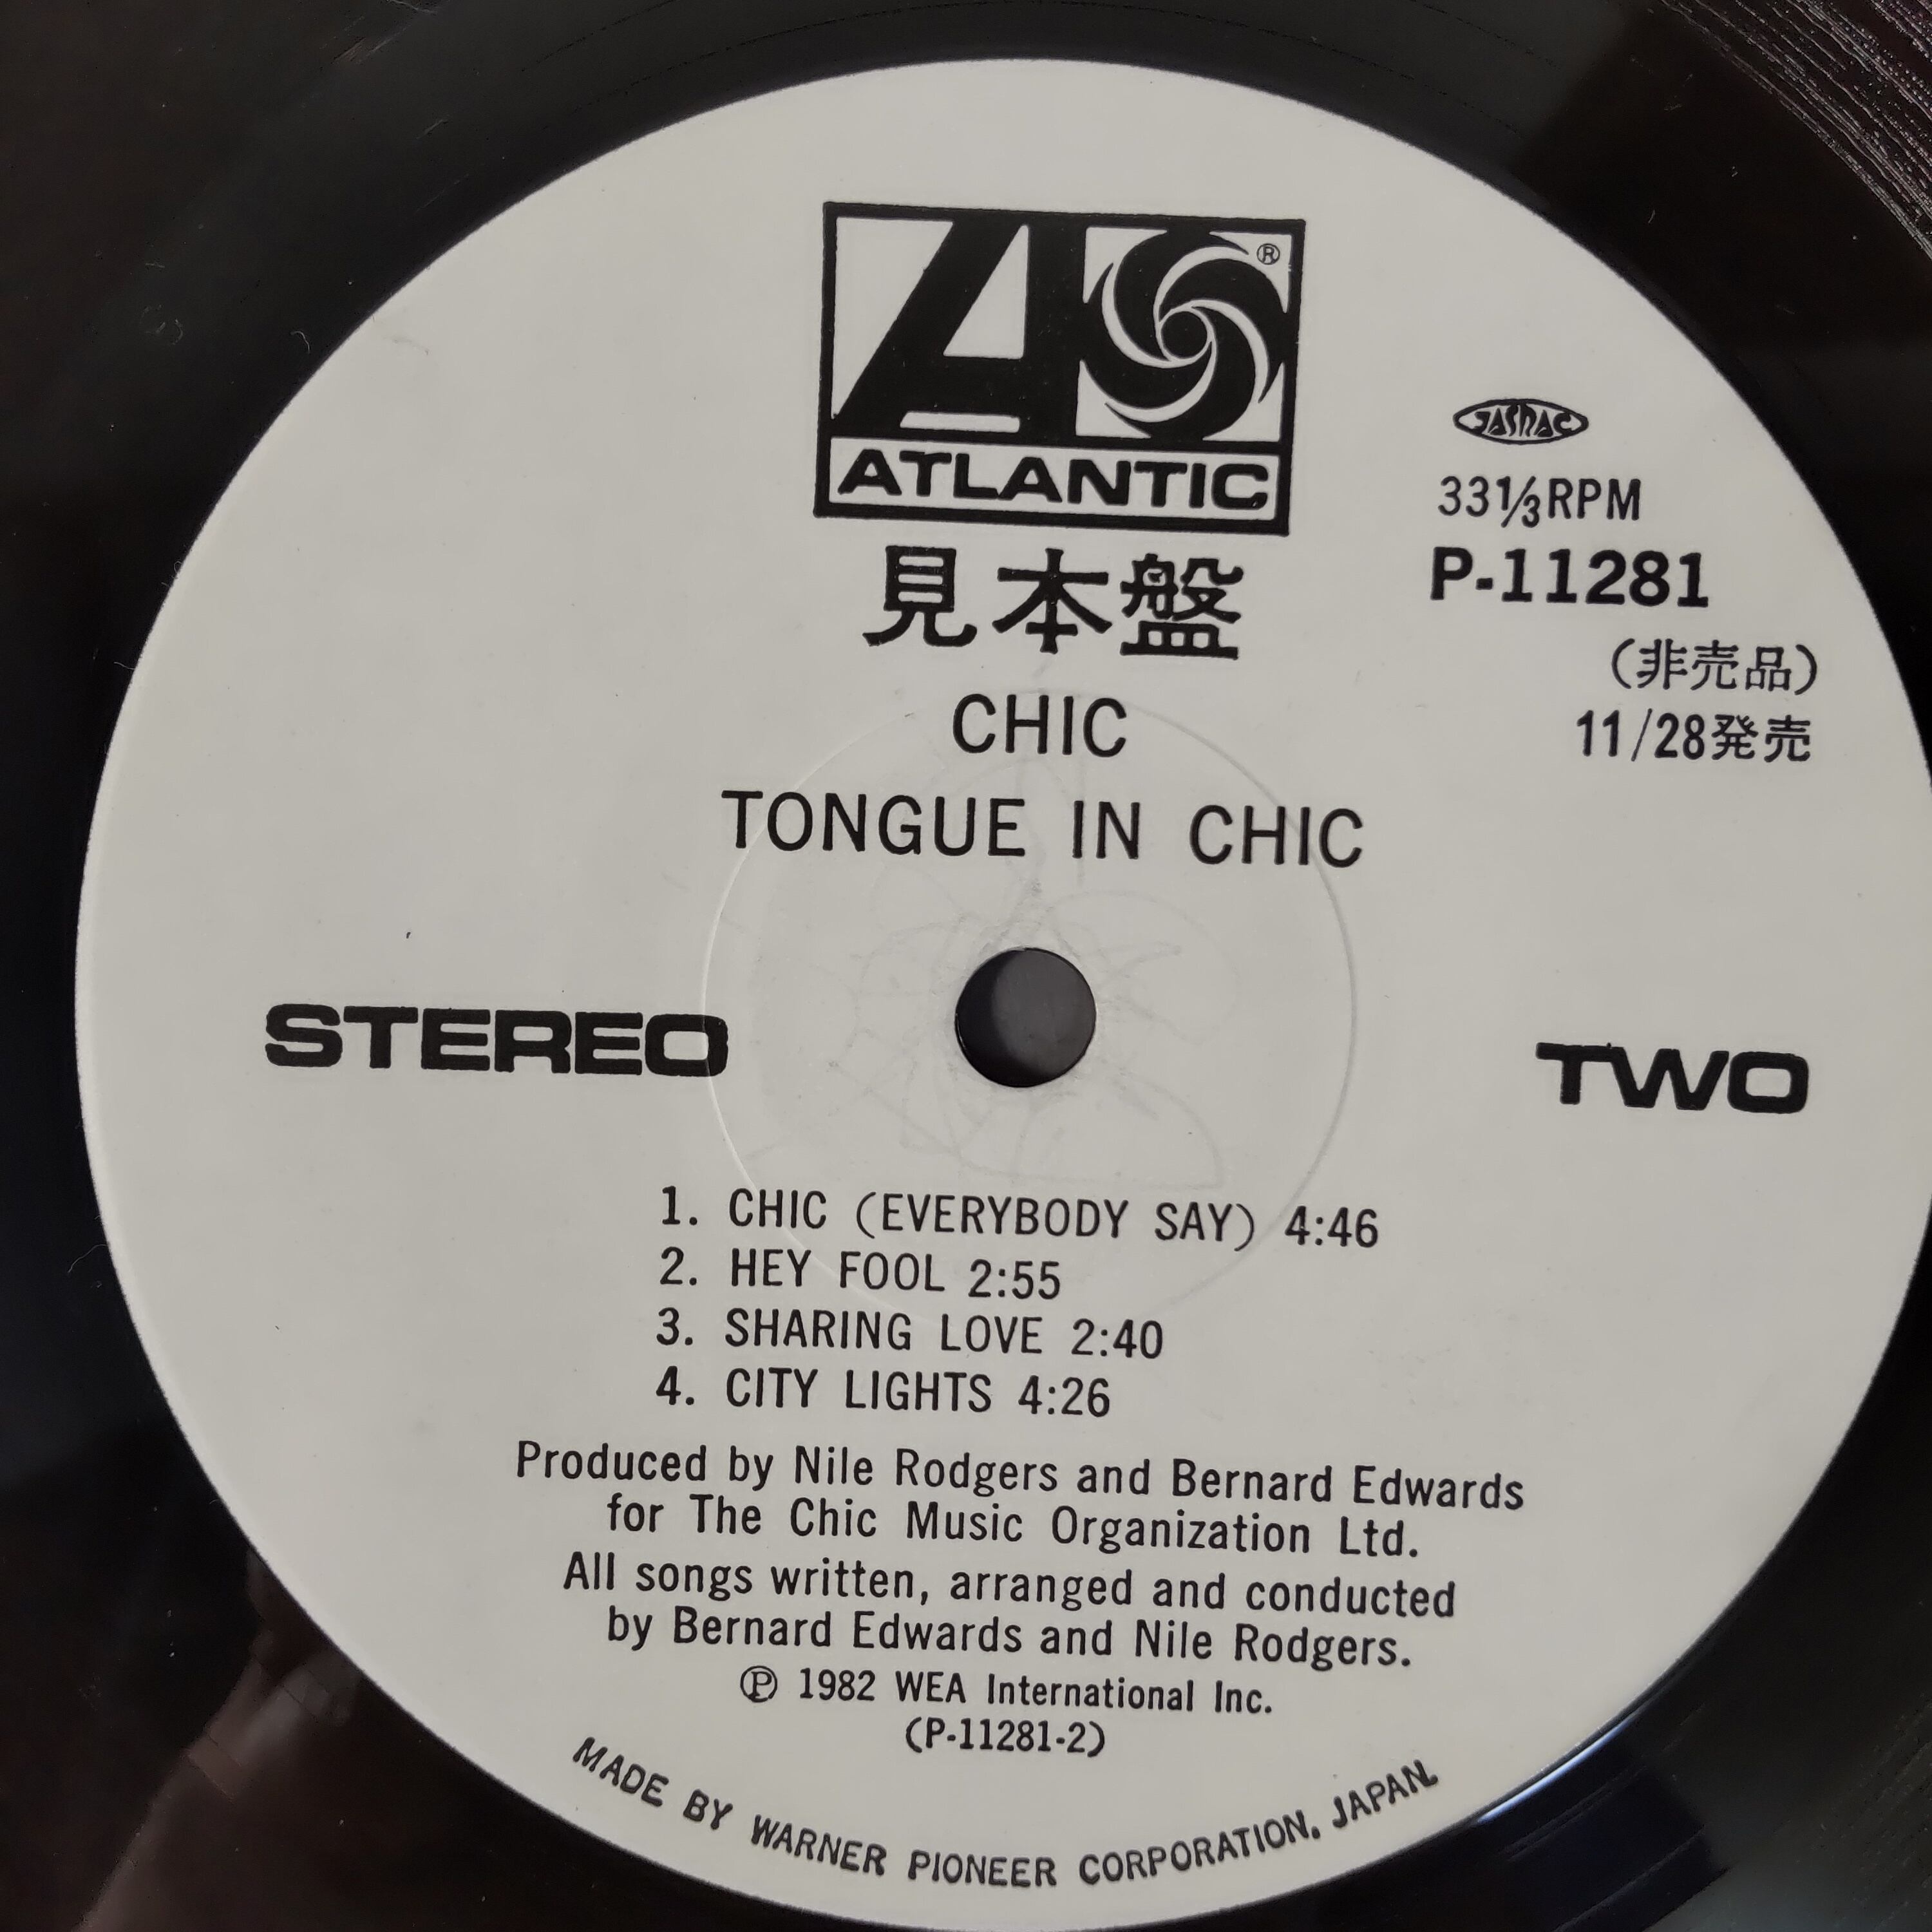 ®
ATLANTIC
JASRAC
33⅓RPM
P-11281
見本盤
(非売品)
11/28発売
CHIC
TONGUE IN CHIC
STEREO
TWO
1. CHIC (EVERYBODY SAY) 4:46
2. HEY FOOL 2:55
3. SHARING LOVE 2:40
4. CITY LIGHTS 4:26
Produced by Nile Rodgers and Bernard Edwards
for The Chic Music Organization Ltd.
All songs written, arranged and conducted
by Bernard Edwards and Nile Rodgers.
℗ 1982 WEA International Inc.
(P-11281-2)
MADE BY WARNER PIONEER CORPORATION, JAPAN.